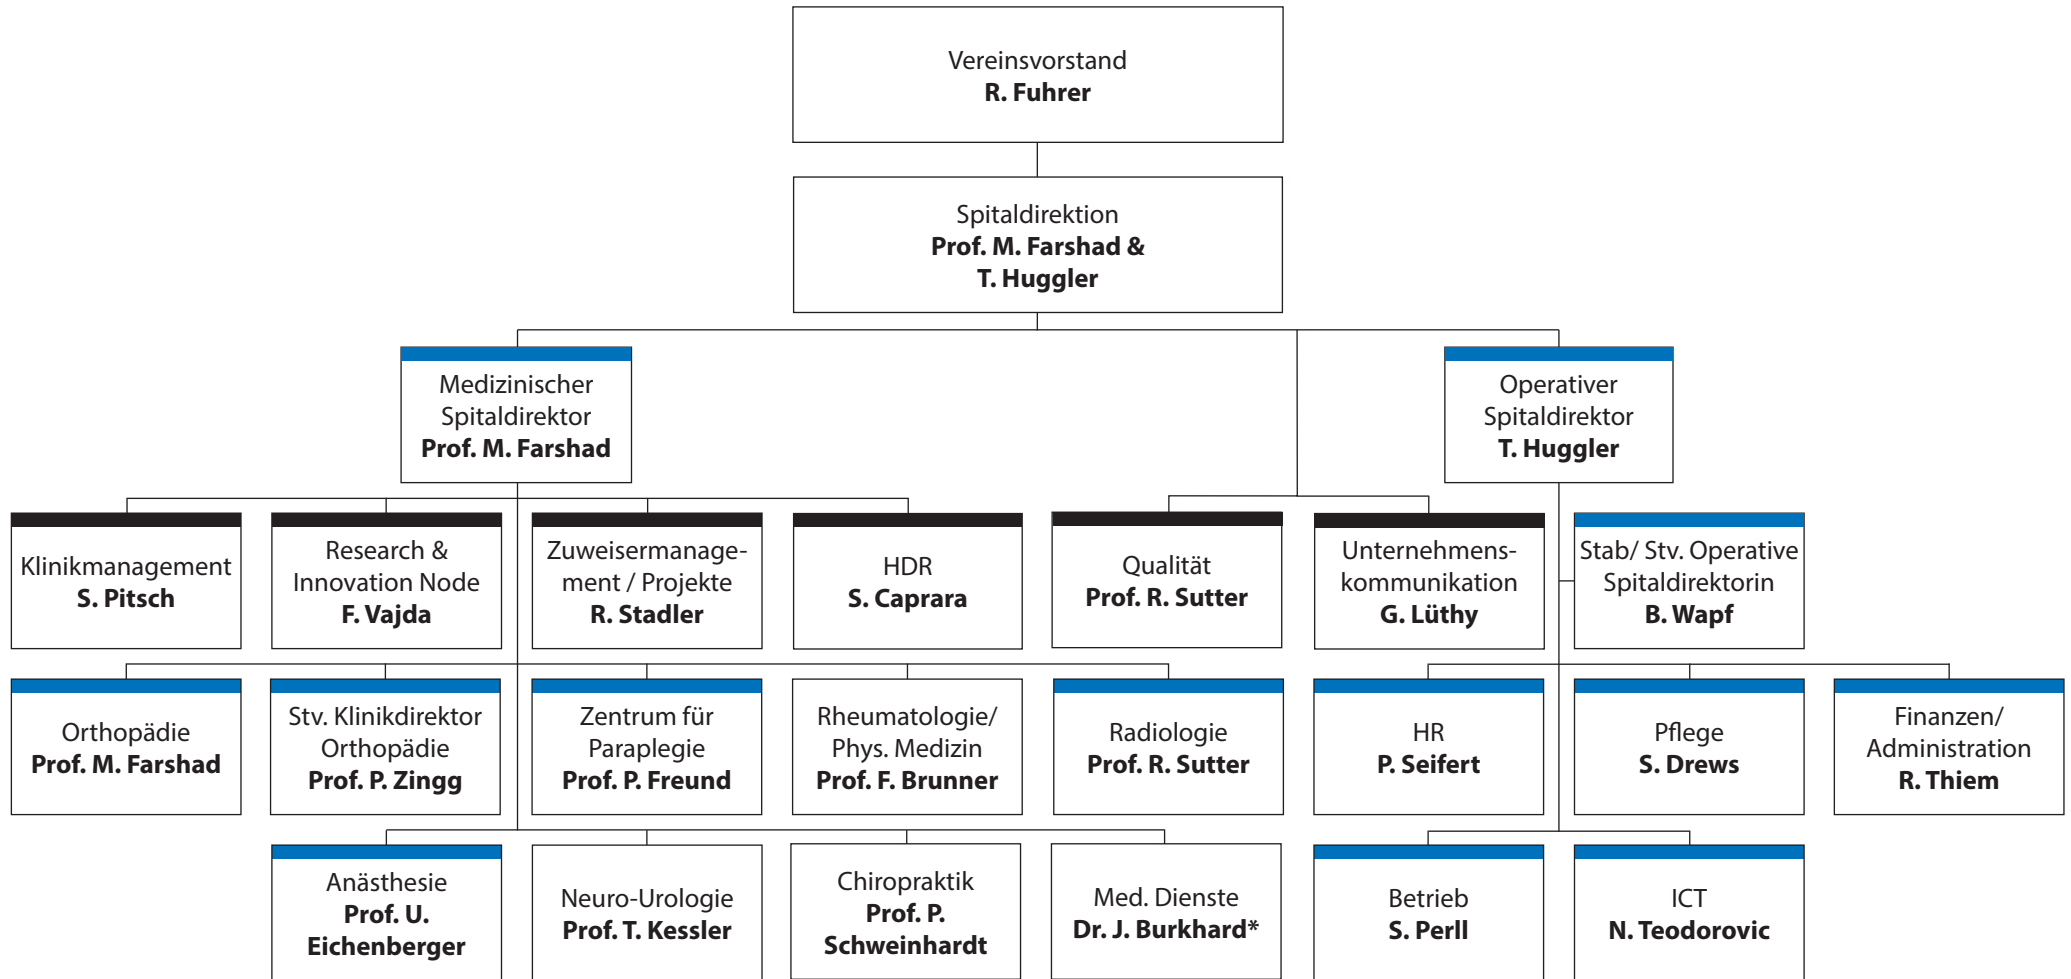 Vereinsvorstand
R. Fuhrer
Spitaldirektion
Prof. M. Farshad &
T. Huggler
Medizinischer
Spitaldirektor
Prof. M. Farshad
Operativer
Spitaldirektor
T. Huggler
Klinikmanagement
S. Pitsch
Research &
Innovation Node
F. Vajda
Zuweisermanage-
ment / Projekte
R. Stadler
HDR
S. Caprara
Qualität
Prof. R. Sutter
Unternehmens-
kommunikation
G. Lüthy
Stab/ Stv. Operative
Spitaldirektorin
B. Wapf
Orthopädie
Prof. M. Farshad
Stv. Klinikdirektor
Orthopädie
Prof. P. Zingg
Zentrum für
Paraplegie
Prof. P. Freund
Rheumatologie/
Phys. Medizin
Prof. F. Brunner
Radiologie
Prof. R. Sutter
HR
P. Seifert
Pflege
S. Drews
Finanzen/
Administration
R. Thiem
Anästhesie
Prof. U.
Eichenberger
Neuro-Urologie
Prof. T. Kessler
Chiropraktik
Prof. P.
Schweinhardt
Med. Dienste
Dr. J. Burkhard*
Betrieb
S. Perll
ICT
N. Teodorovic